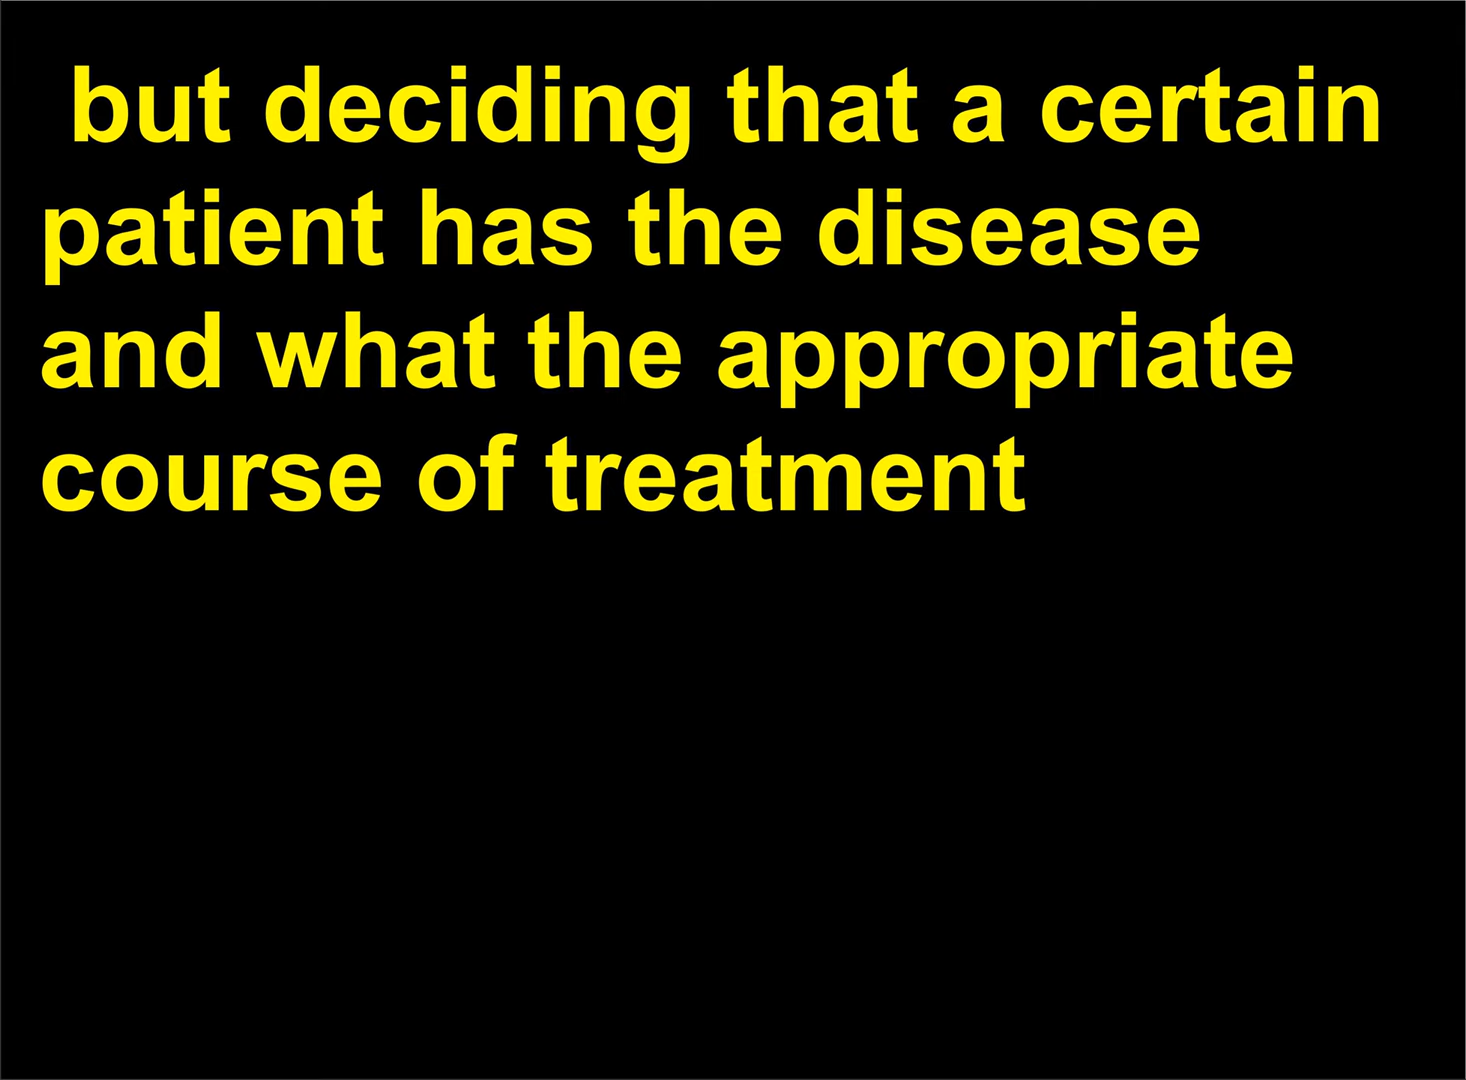 but deciding that a certain
patient has the disease
and what the appropriate
course of treatment